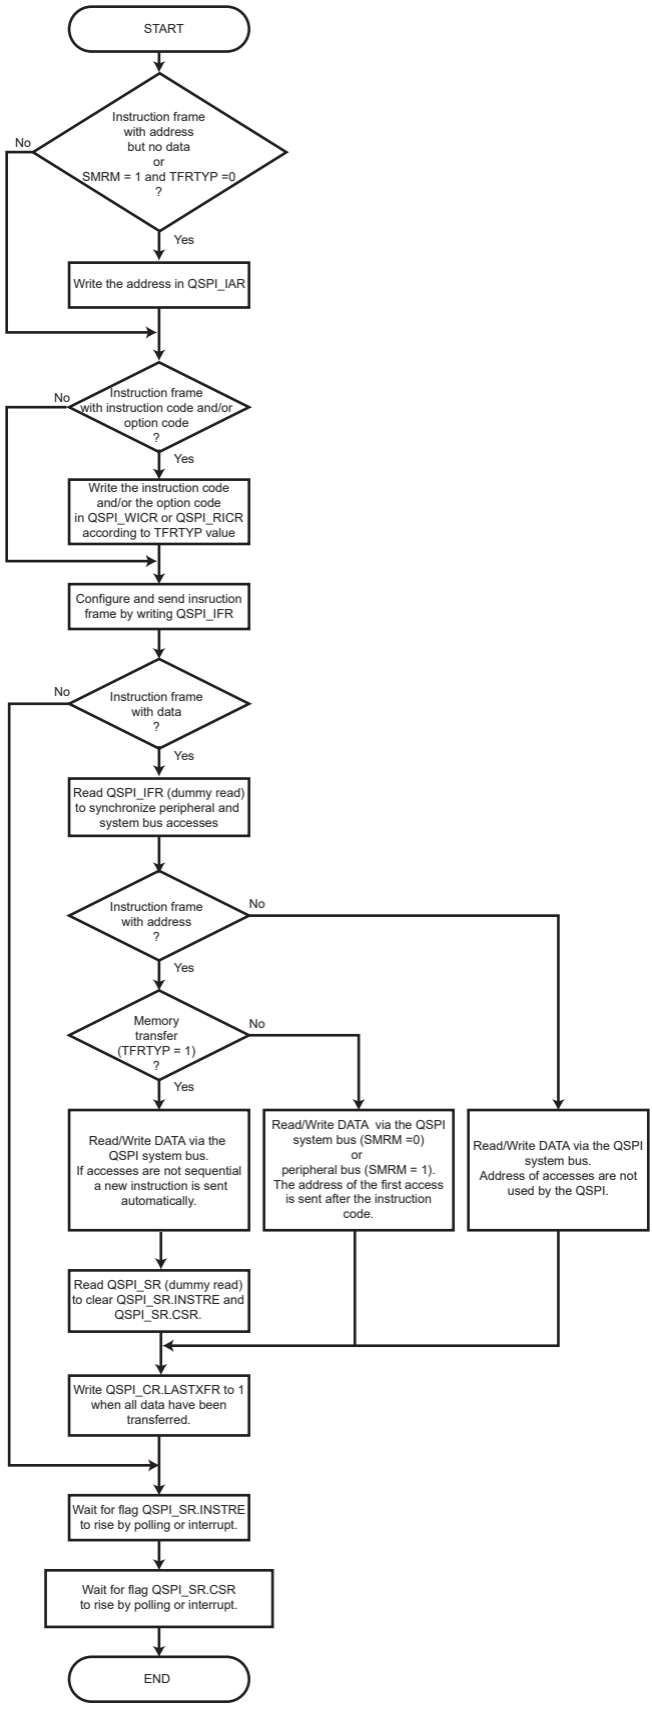 START
Instruction frame
with address
but no data
or
SMRM = 1 and TFRTYP =0
?
No
Yes
Write the address in QSPI_IAR
No
Instruction frame
with instruction code and/or
option code
?
Yes
Write the instruction code
and/or the option code
in QSPI_WICR or QSPI_RICR
according to TFRTYP value
Configure and send insruction
frame by writing QSPI_IFR
No
Instruction frame
with data
?
Yes
Read QSPI_IFR (dummy read)
to synchronize peripheral and
system bus accesses
Instruction frame
with address
?
No
Yes
Memory
transfer
(TFRTYP = 1)
?
No
Yes
Read/Write DATA via the
QSPI system bus.
If accesses are not sequential
a new instruction is sent
automatically.
Read/Write DATA via the QSPI
system bus (SMRM =0)
or
peripheral bus (SMRM = 1).
The address of the first access
is sent after the instruction
code.
Read/Write DATA via the QSPI
system bus.
Address of accesses are not
used by the QSPI.
Read QSPI_SR (dummy read)
to clear QSPI_SR.INSTRE and
QSPI_SR.CSR.
Write QSPI_CR.LASTXFR to 1
when all data have been
transferred.
Wait for flag QSPI_SR.INSTRE
to rise by polling or interrupt.
Wait for flag QSPI_SR.CSR
to rise by polling or interrupt.
END